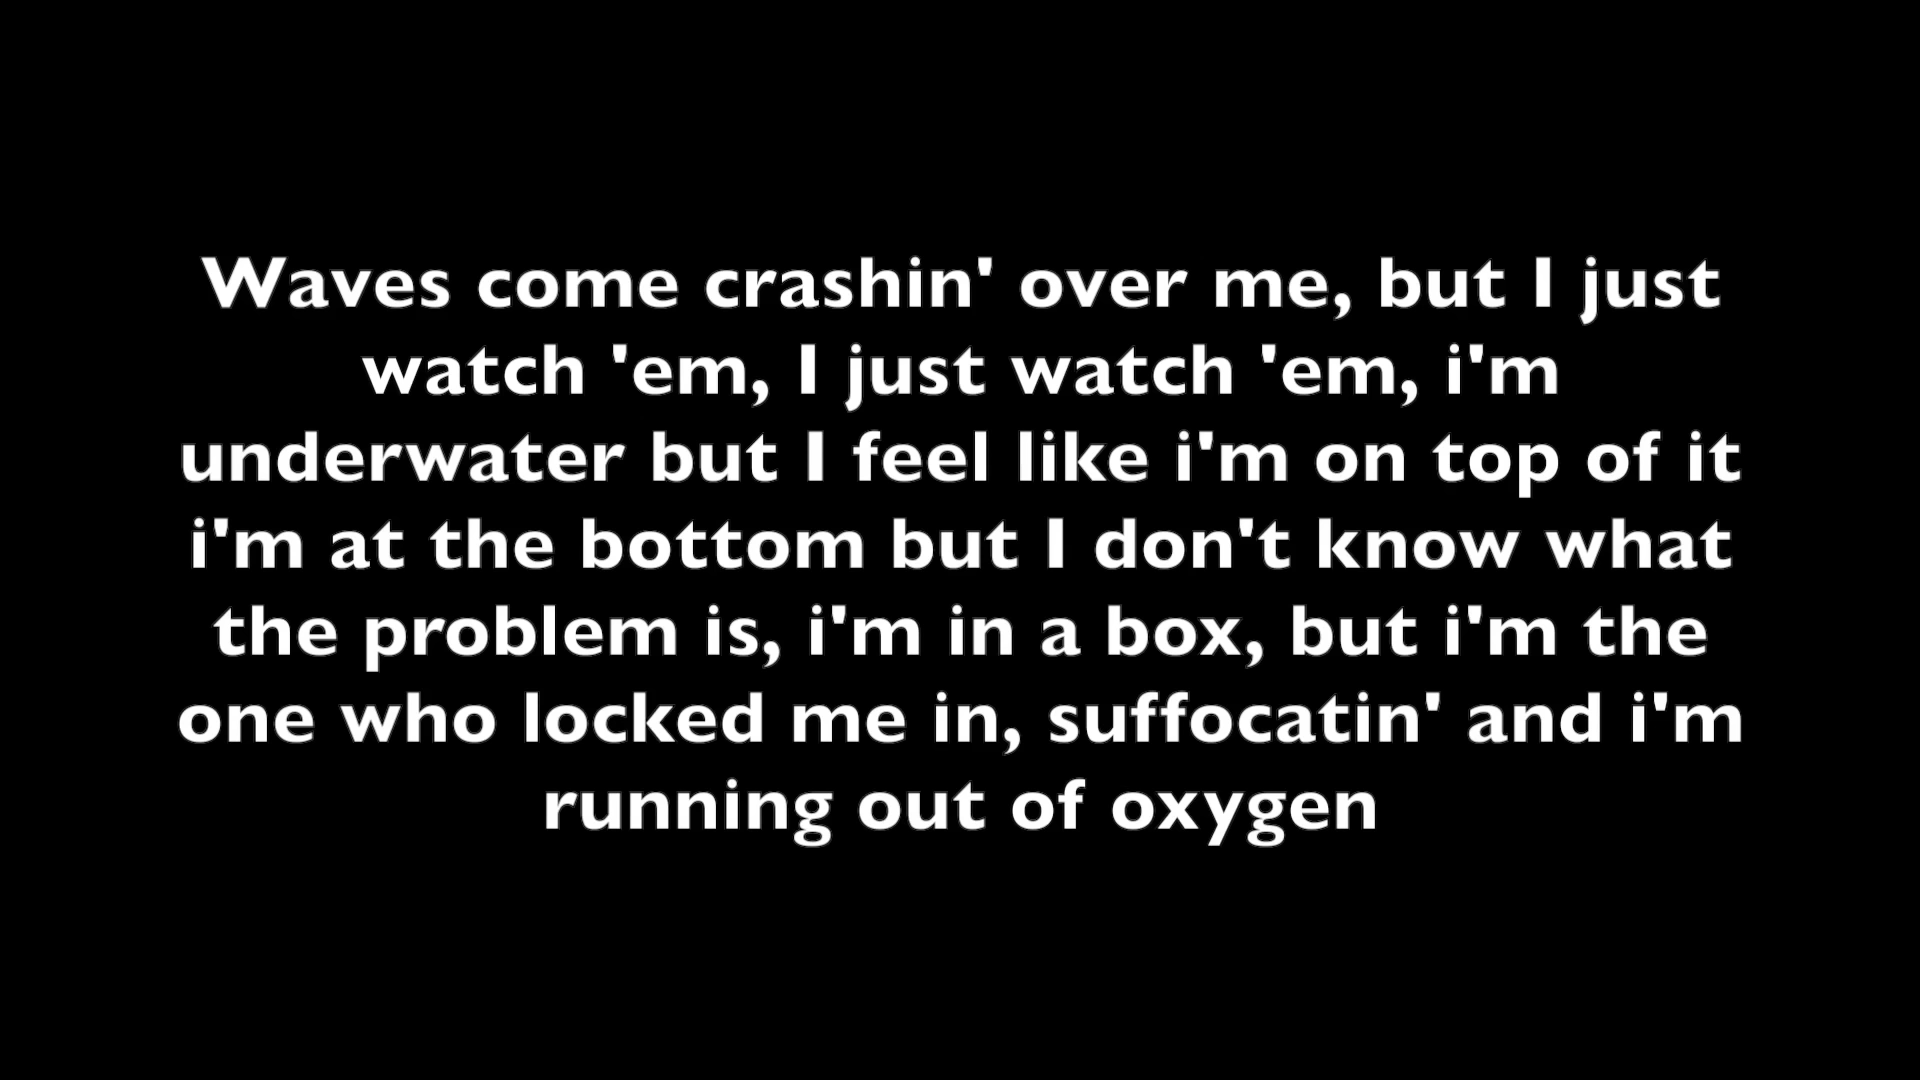 Waves come crashin' over me, but I just
watch 'em, I just watch 'em, i'm
underwater but I feel like i'm on top of it
i'm at the bottom but I don't know what
the problem is, i'm in a box, but i'm the
one who locked me in, suffocatin' and i'm
running out of oxygen